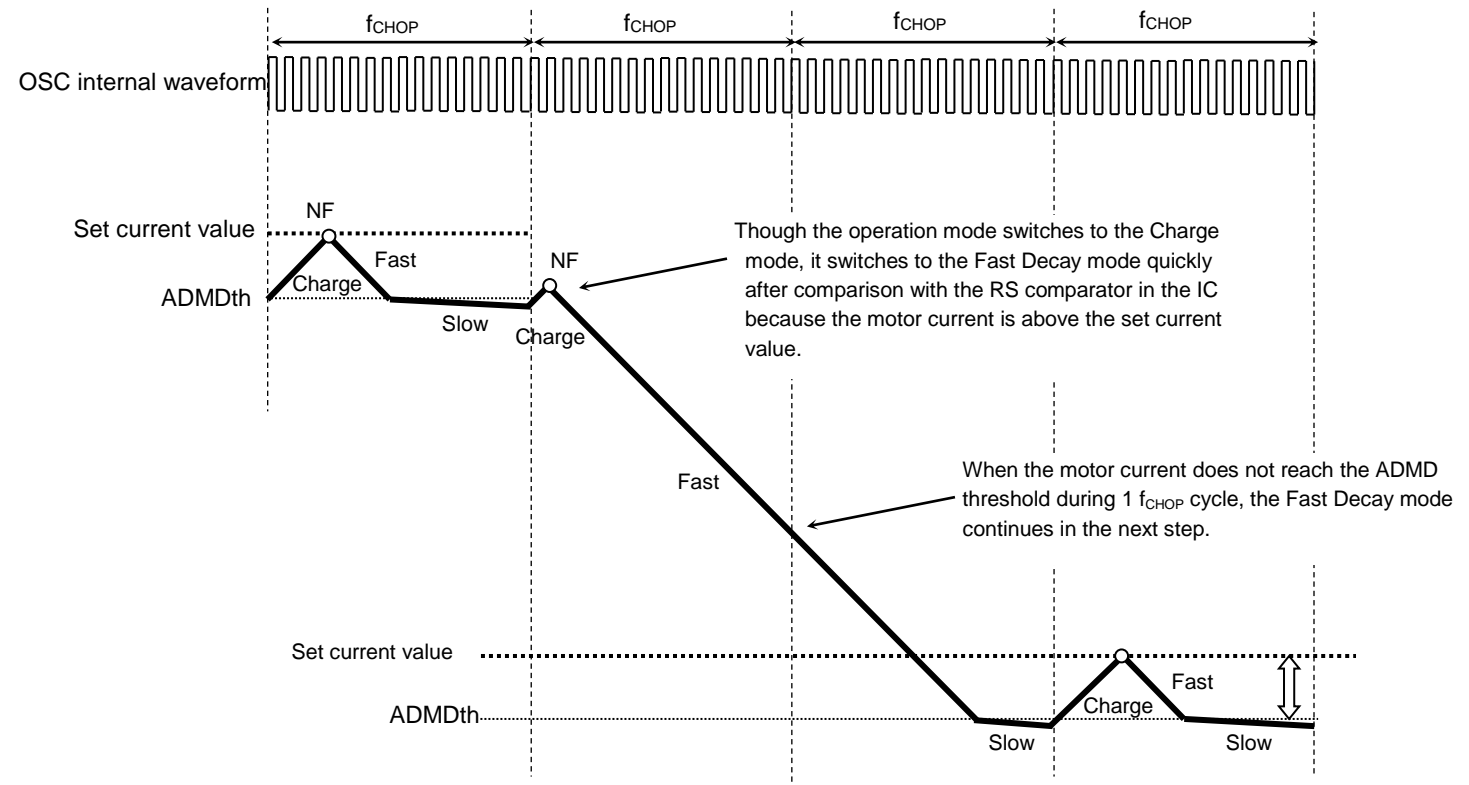 fCHOP fCHOP fCHOP fCHOP
OSC internal waveform
NF
Set current value
Fast
Charge
ADMDth
Slow
NF
Charge
Though the operation mode switches to the Charge
mode, it switches to the Fast Decay mode quickly
after comparison with the RS comparator in the IC
because the motor current is above the set current
value.
Fast
When the motor current does not reach the ADMD
threshold during 1 fCHOP cycle, the Fast Decay mode
continues in the next step.
Set current value
Fast
Charge
ADMDth
Slow
Slow